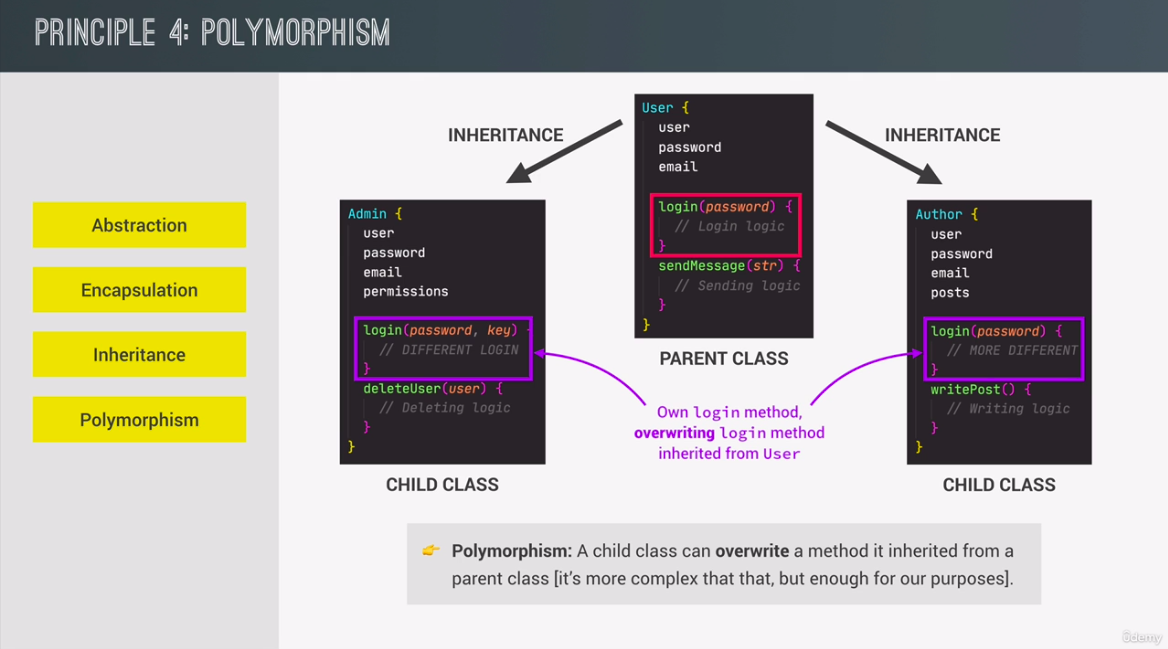 PRINCIPLE 4: POLYMORPHISM
Abstraction
Encapsulation
Inheritance
Polymorphism
INHERITANCE
INHERITANCE
User {
user
password
email
login(password) {
// Login logic
}
sendMessage(str) {
// Sending logic
}
}
PARENT CLASS
Admin {
user
password
email
permissions
login(password, key) {
// DIFFERENT LOGIN
}
deleteUser(user) {
// Deleting logic
}
}
CHILD CLASS
Own login method,
overwriting login method
inherited from User
Author {
user
password
email
posts
login(password) {
// MORE DIFFERENT
}
writePost() {
// Writing logic
}
}
CHILD CLASS
👉 Polymorphism: A child class can overwrite a method it inherited from a
parent class [it's more complex that that, but enough for our purposes].
ûdemy